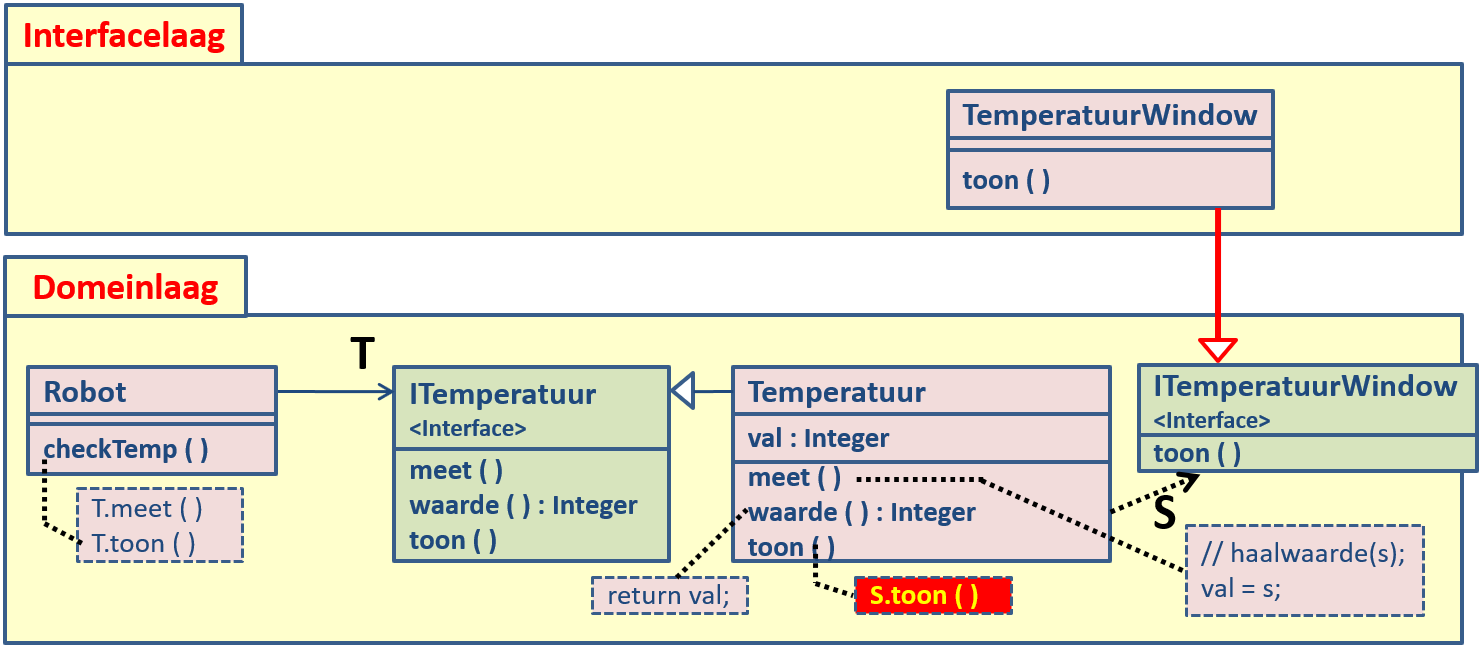 Interfacelaag
TemperatuurWindow
toon ( )
Domeinlaag
T
Robot
checkTemp ( )
T.meet ( )
T.toon ( )
ITemperatuur
<Interface>
meet ( )
waarde ( ) : Integer
toon ( )
Temperatuur
val : Integer
meet ( )
waarde ( ) : Integer
toon ( )
return val;
S.toon ( )
ITemperatuurWindow
<Interface>
toon ( )
S
// haalwaarde(s);
val = s;